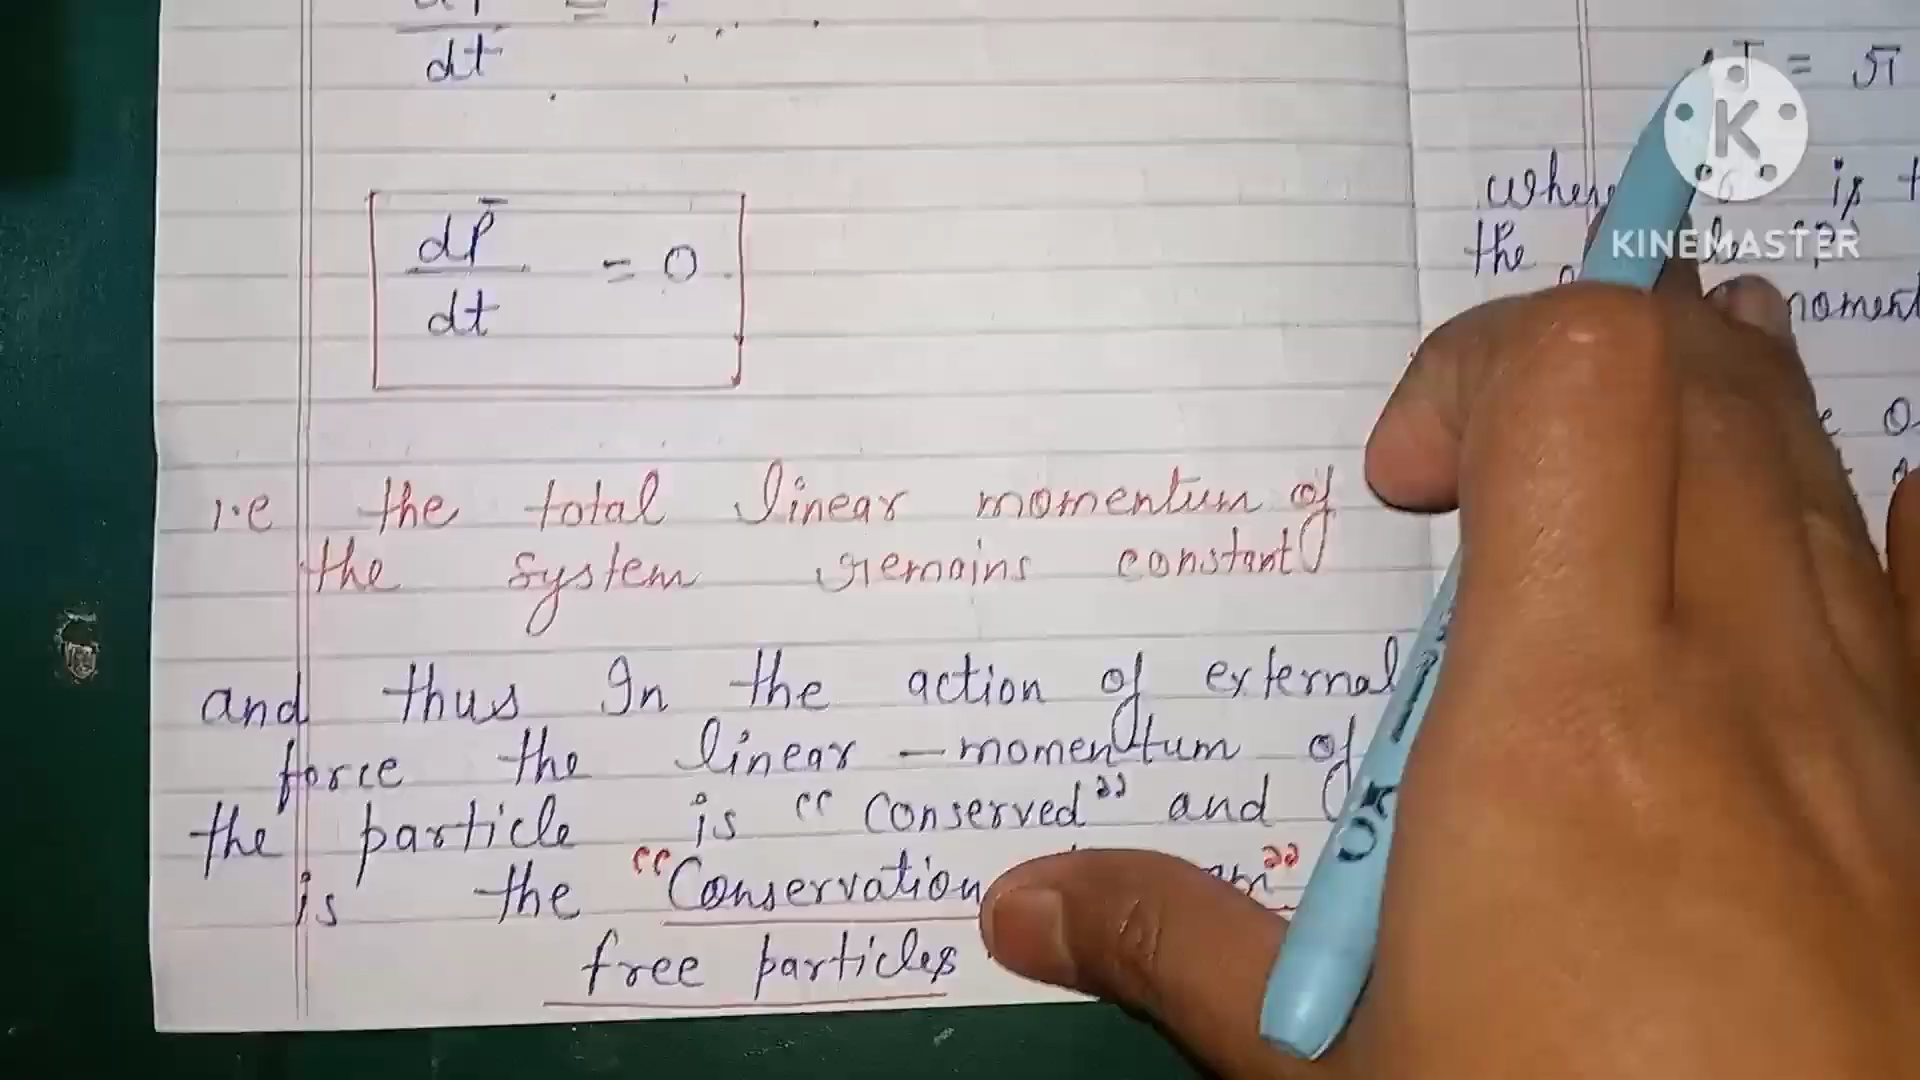 dt
dP̄
dt
= 0
i.e the total linear momentum of
the system remains constant
and thus In the action of external
force the linear - momentum of
the particle is "conserved" and
is the "Conservation
free particles
J̄ =
is
the
KINEMASTER